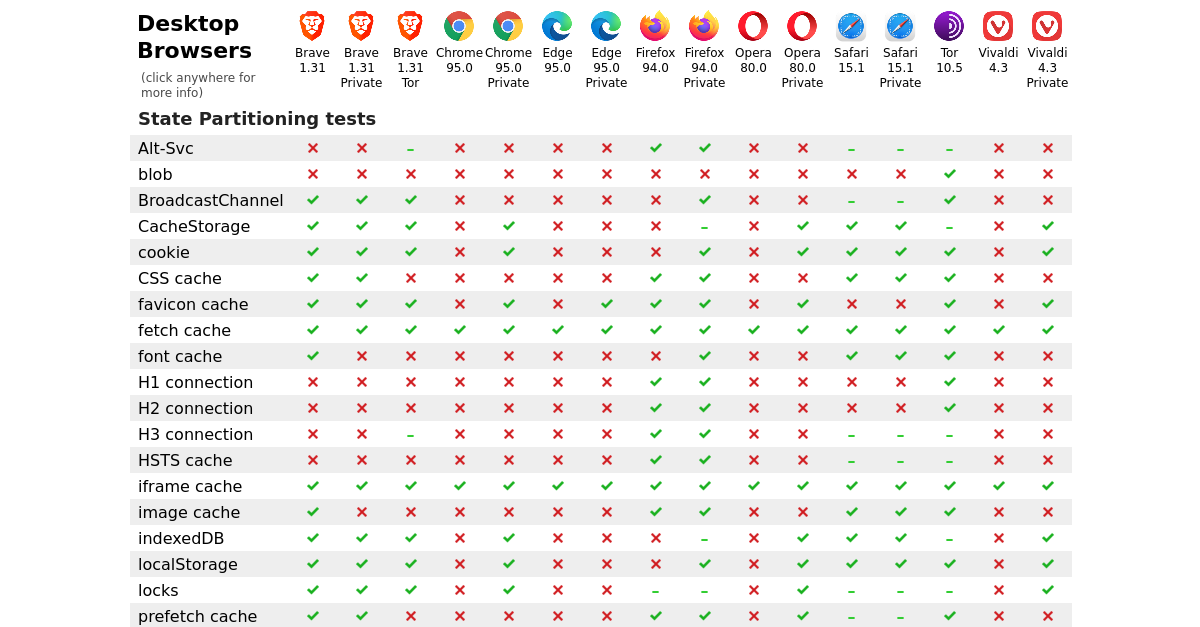 Desktop
Browsers
(click anywhere for
more info)
Brave Brave Brave Chrome Chrome Edge Edge Firefox Firefox Opera Opera Safari Safari Tor Vivaldi Vivaldi
1.31 1.31 1.31 95.0 95.0 95.0 95.0 94.0 94.0 80.0 80.0 15.1 15.1 10.5 4.3 4.3
Private Tor Private Private Private Private Private Private
State Partitioning tests
Alt-Svc
blob
BroadcastChannel
CacheStorage
cookie
CSS cache
favicon cache
fetch cache
font cache
H1 connection
H2 connection
H3 connection
HSTS cache
iframe cache
image cache
indexedDB
localStorage
locks
prefetch cache